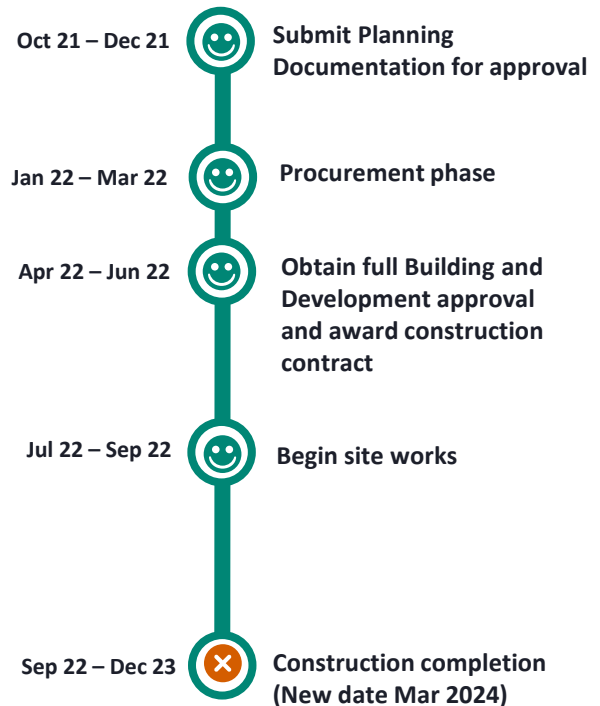 Oct 21 – Dec 21
Submit Planning
Documentation for approval
Jan 22 – Mar 22
Procurement phase
Apr 22 – Jun 22
Obtain full Building and
Development approval
and award construction
contract
Jul 22 – Sep 22
Begin site works
Sep 22 – Dec 23
Construction completion
(New date Mar 2024)